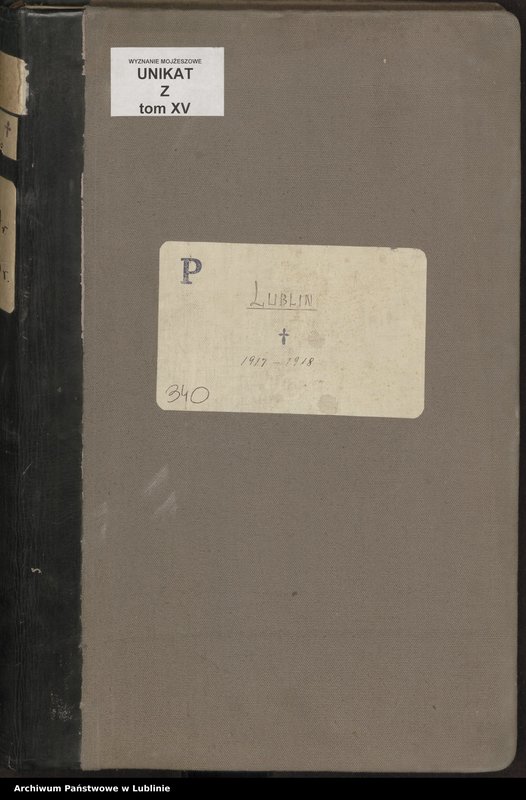 WYZNANIE MOJŻESZOWE
UNIKAT
Z
tom XV
P
LUBLIN
†
1917 - 1918
340
Archiwum Państwowe w Lublinie